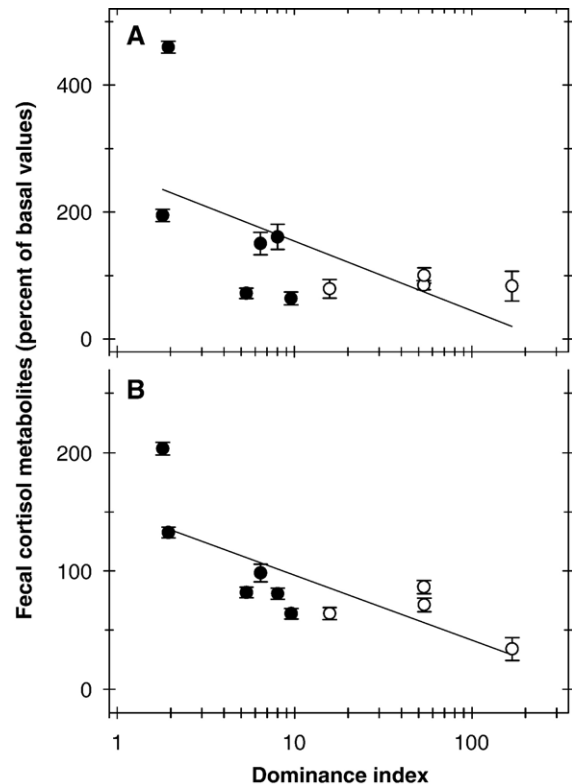 A
400
200
0
B
200
100
0
1
10
100
Dominance index
Fecal cortisol metabolites (percent of basal values)